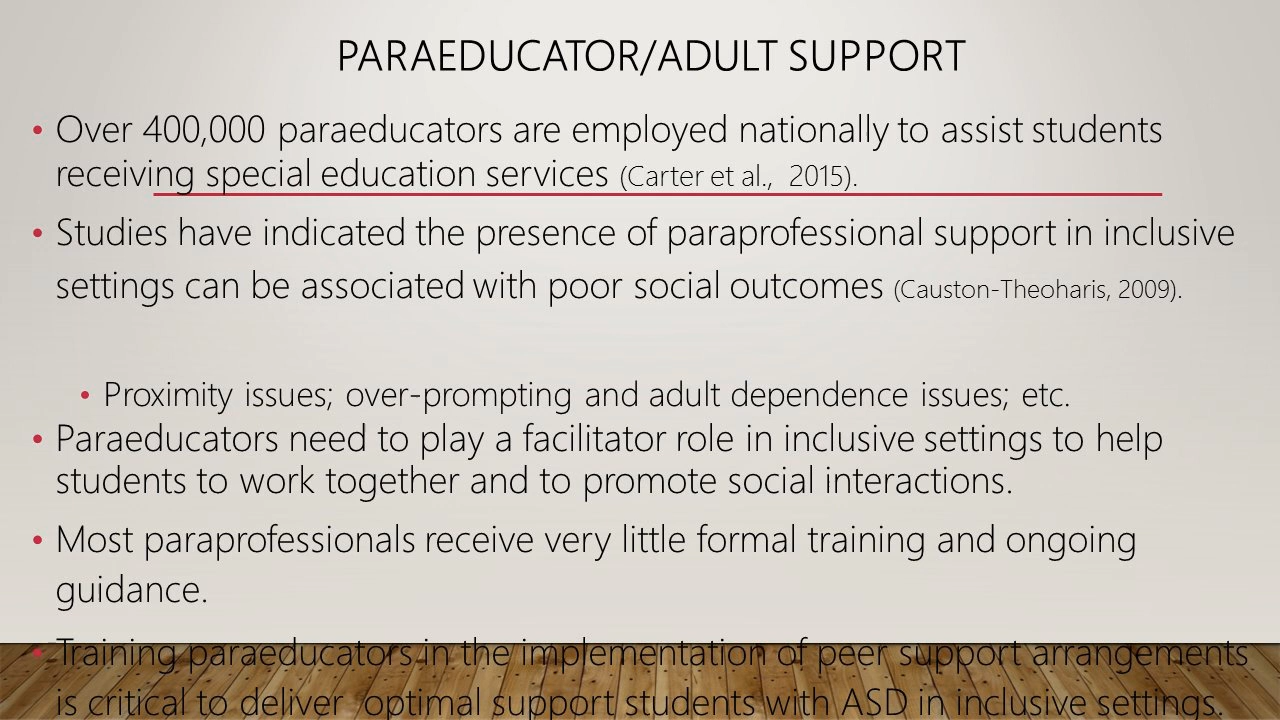 PARAEDUCATOR/ADULT SUPPORT
• Over 400,000 paraeducators are employed nationally to assist students
receiving special education services (Carter et al.,  2015).
• Studies have indicated the presence of paraprofessional support in inclusive
settings can be associated with poor social outcomes (Causton-Theoharis, 2009).
• Proximity issues; over-prompting and adult dependence issues; etc.
• Paraeducators need to play a facilitator role in inclusive settings to help
students to work together and to promote social interactions.
• Most paraprofessionals receive very little formal training and ongoing
guidance.
• Training paraeducators in the implementation of peer support arrangements
is critical to deliver  optimal support students with ASD in inclusive settings.